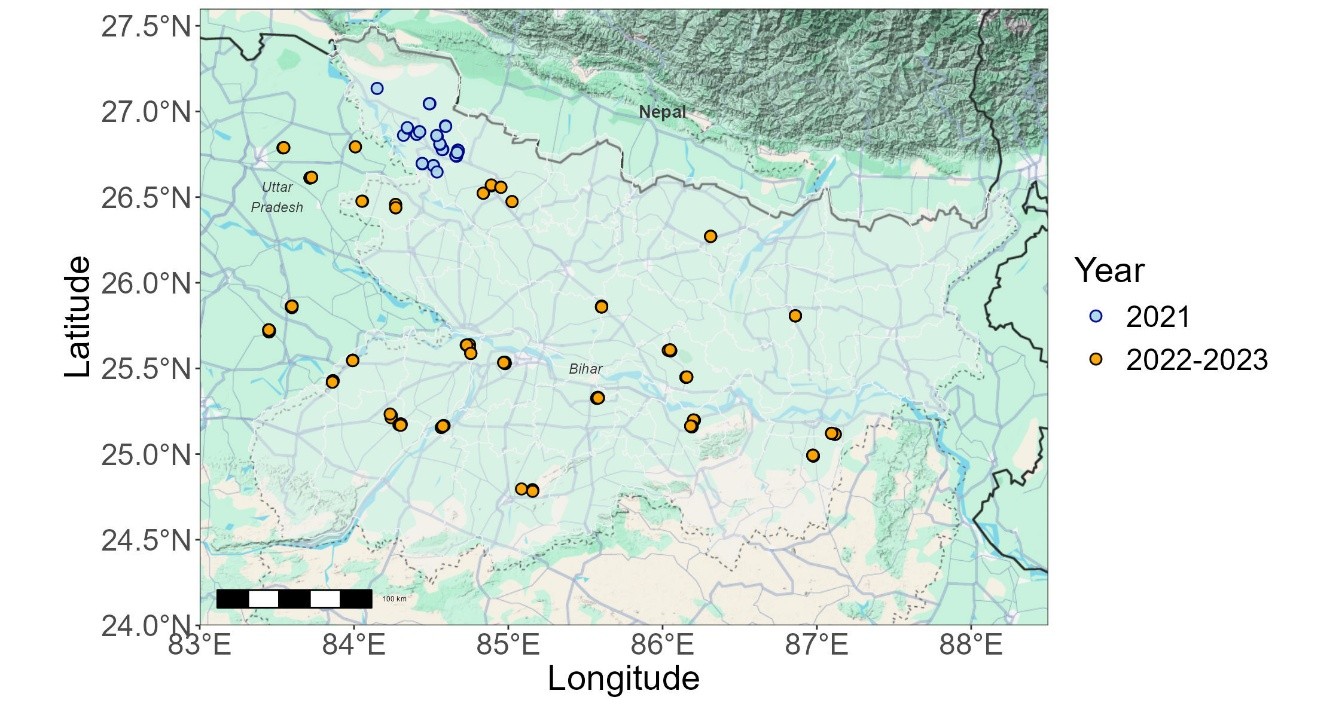 27.5°N
27.0°N
26.5°N
26.0°N
25.5°N
25.0°N
24.5°N
24.0°N
Latitude
Nepal
Uttar
Pradesh
Bihar
100 km
83°E
84°E
85°E
86°E
87°E
88°E
Longitude
Year
2021
2022-2023